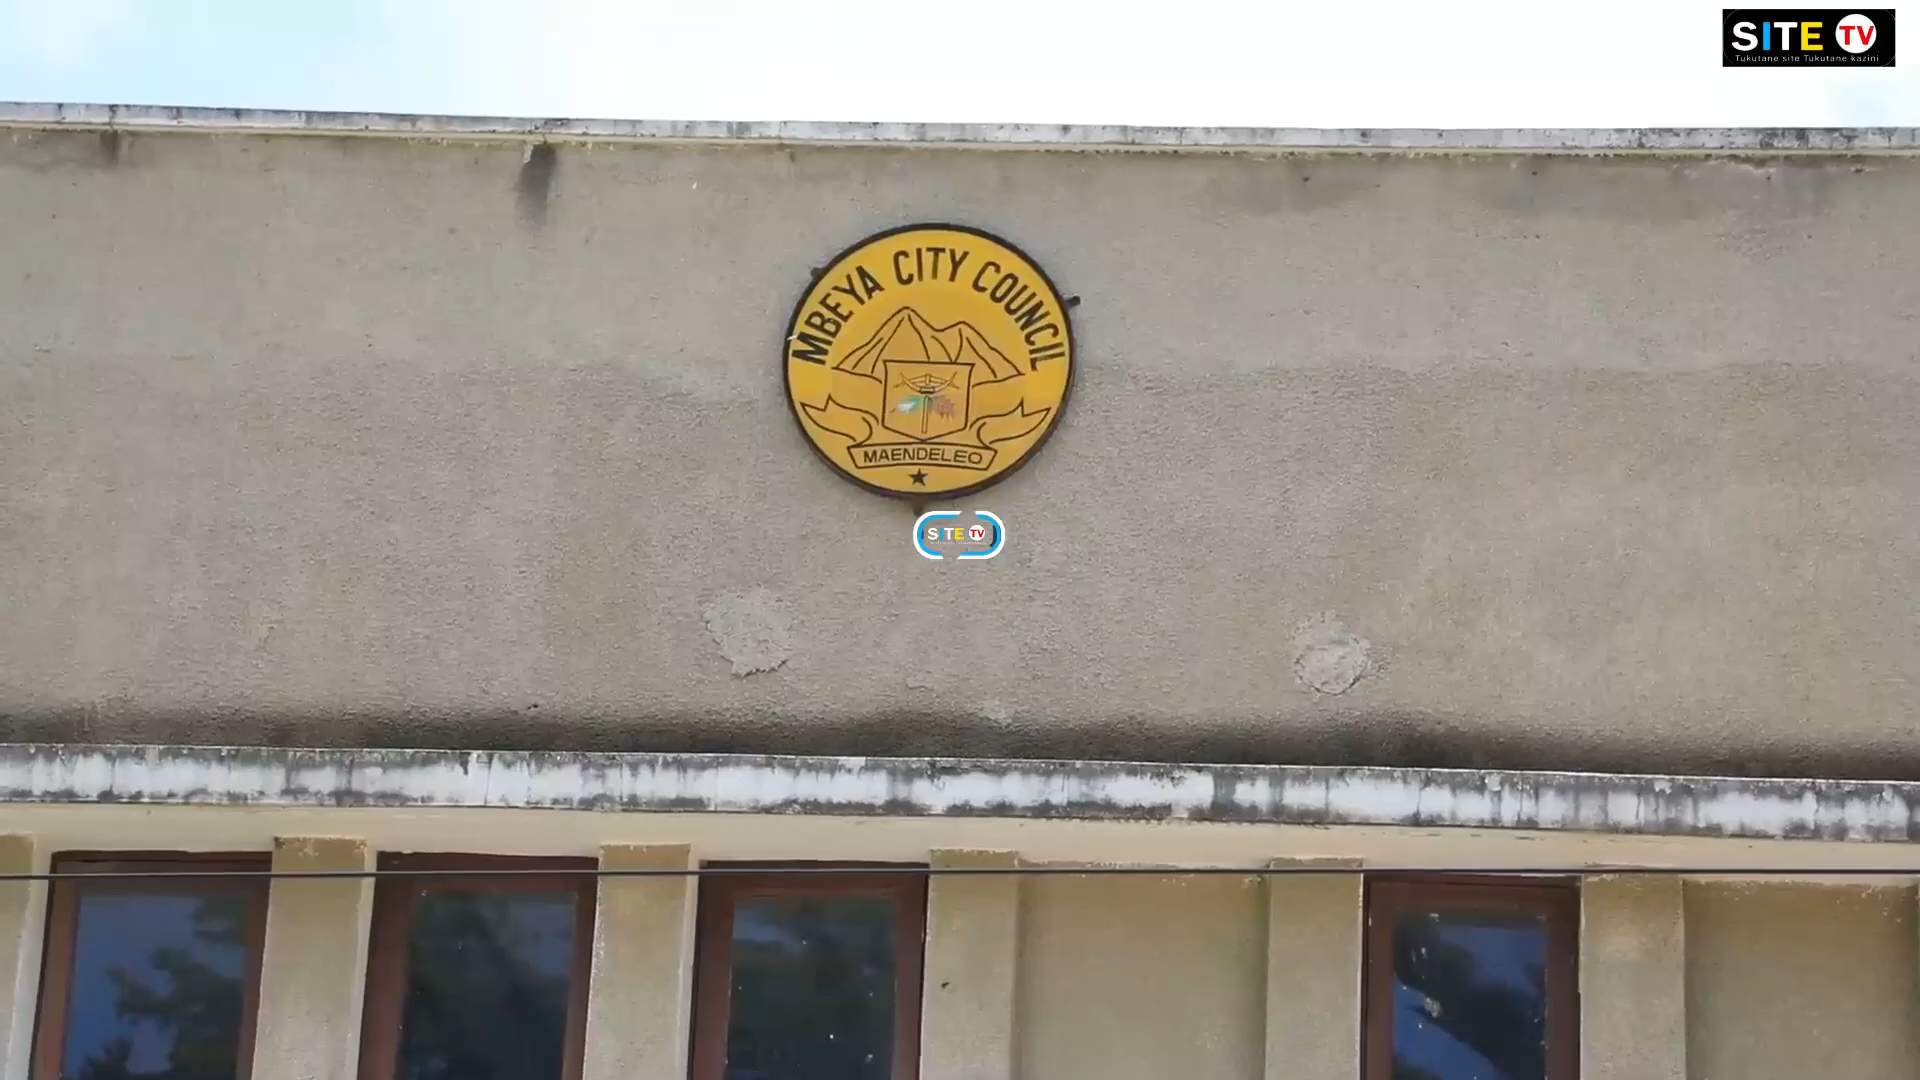 SITE TV
Tukutane site Tukutane kazini
MBEYA CITY COUNCIL
MAENDELEO
SITE TV